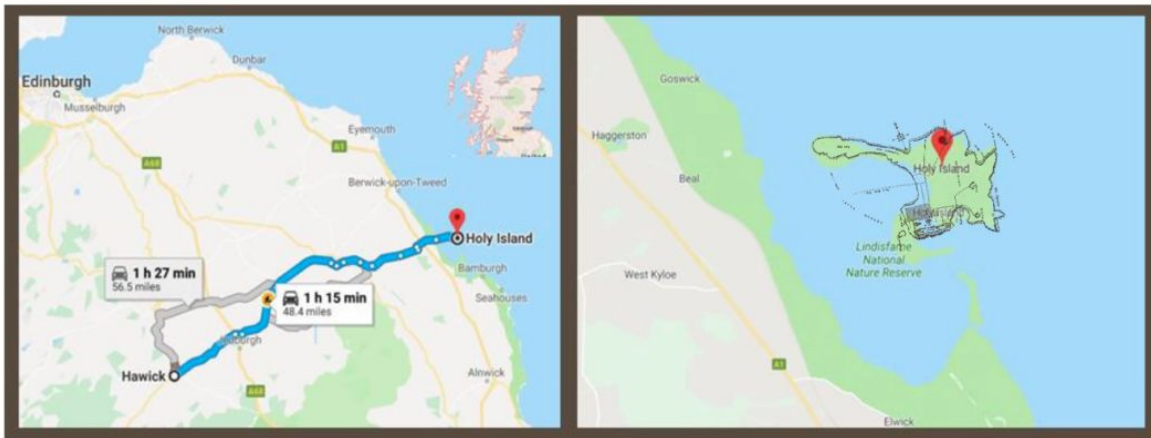 North Berwick
Dunbar
Edinburgh
Musselburgh
Eyemouth
A1
A68
Berwick-upon-Tweed
Holy Island
1 h 27 min
56.5 miles
Bamburgh
1 h 15 min
48.4 miles
Seahouses
Hawick
Alnwick
A68
Goswick
Haggerston
Holy Island
Beal
Lindisfarne
National
Nature Reserve
West Kyloe
A1
Elwick